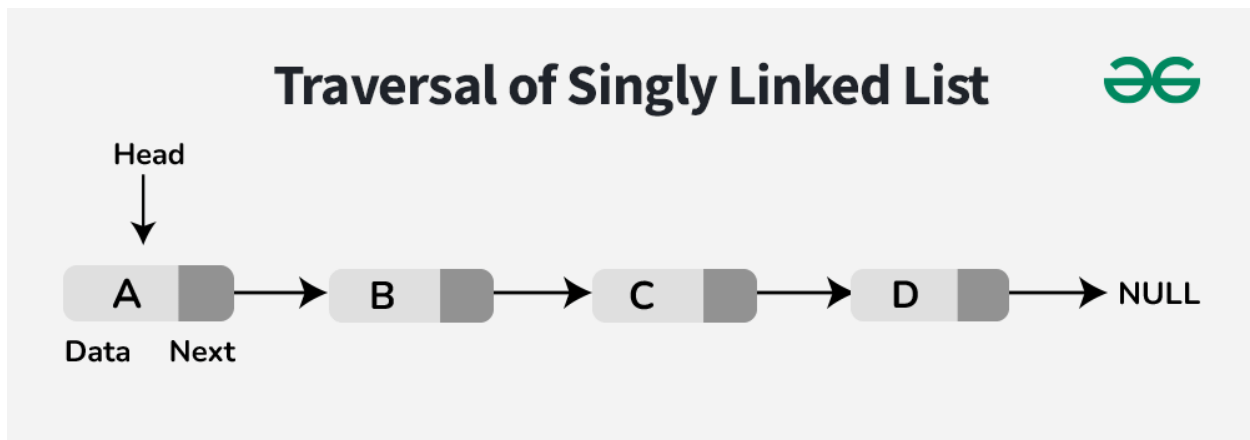 Traversal of Singly Linked List
Head
A
B
C
D
NULL
Data
Next